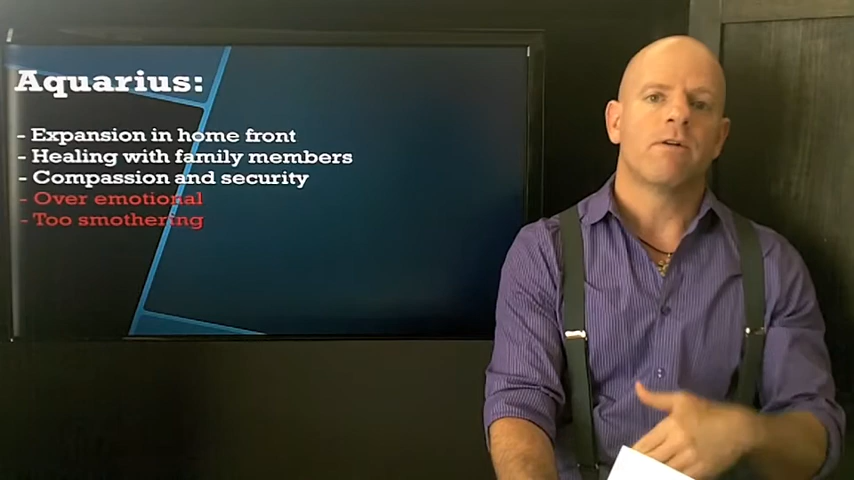 Aquarius:
- Expansion in home front
- Healing with family members
- Compassion and security
- Over emotional
- Too smothering